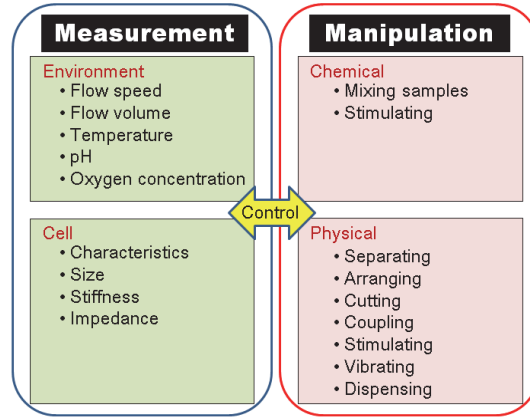 Measurement
Environment
• Flow speed
• Flow volume
• Temperature
• pH
• Oxygen concentration
Cell
• Characteristics
• Size
• Stiffness
• Impedance
Control
Manipulation
Chemical
• Mixing samples
• Stimulating
Physical
• Separating
• Arranging
• Cutting
• Coupling
• Stimulating
• Vibrating
• Dispensing